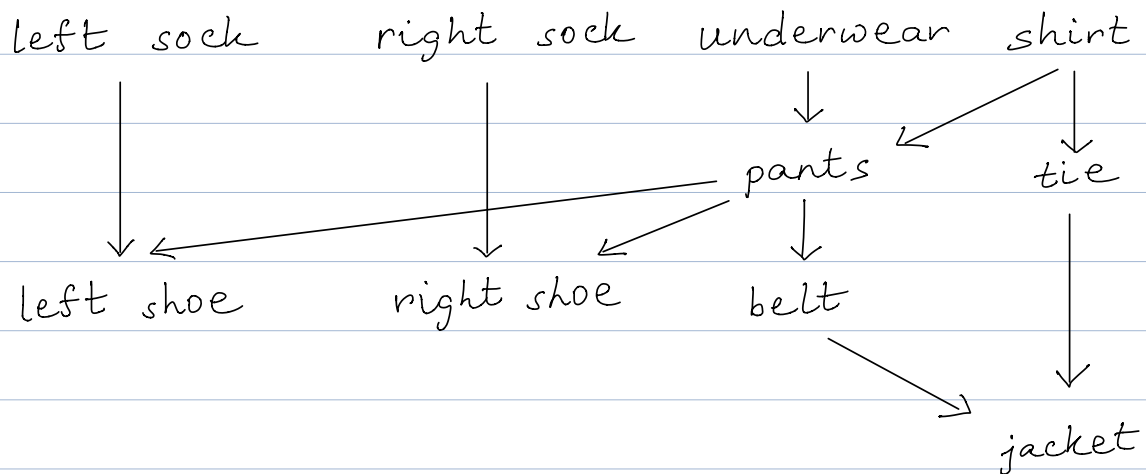 left sock right sock underwear shirt
pants tie
left shoe right shoe belt
jacket